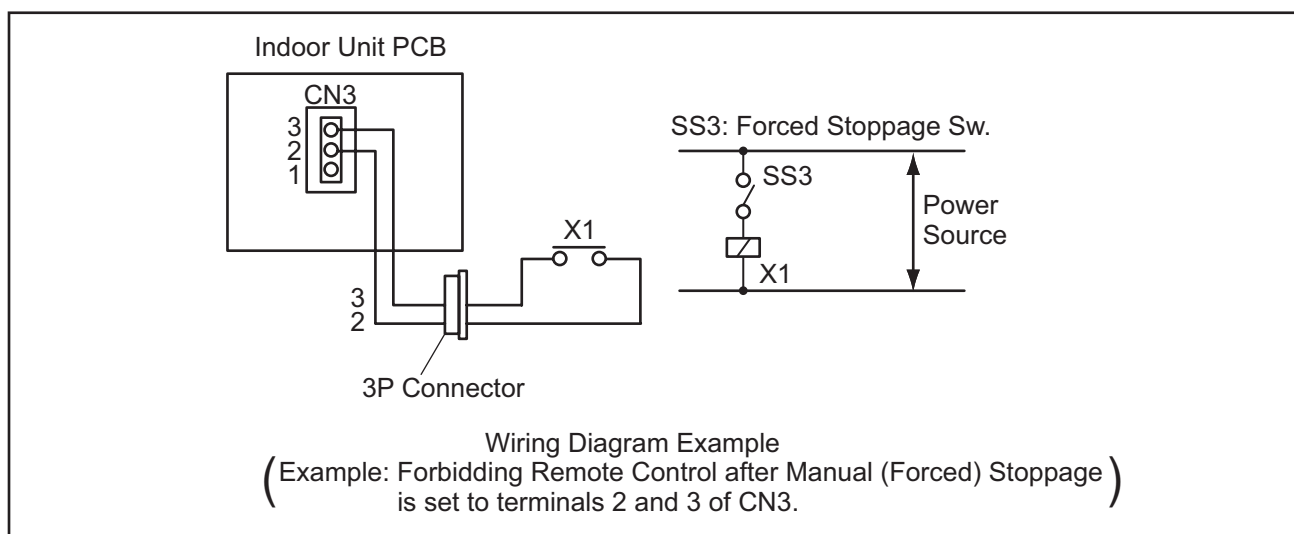 Indoor Unit PCB
CN3
3
2
1
X1
3
2
3P Connector
SS3: Forced Stoppage Sw.
SS3
Power
Source
X1
Wiring Diagram Example
(Example: Forbidding Remote Control after Manual (Forced) Stoppage
is set to terminals 2 and 3 of CN3.)